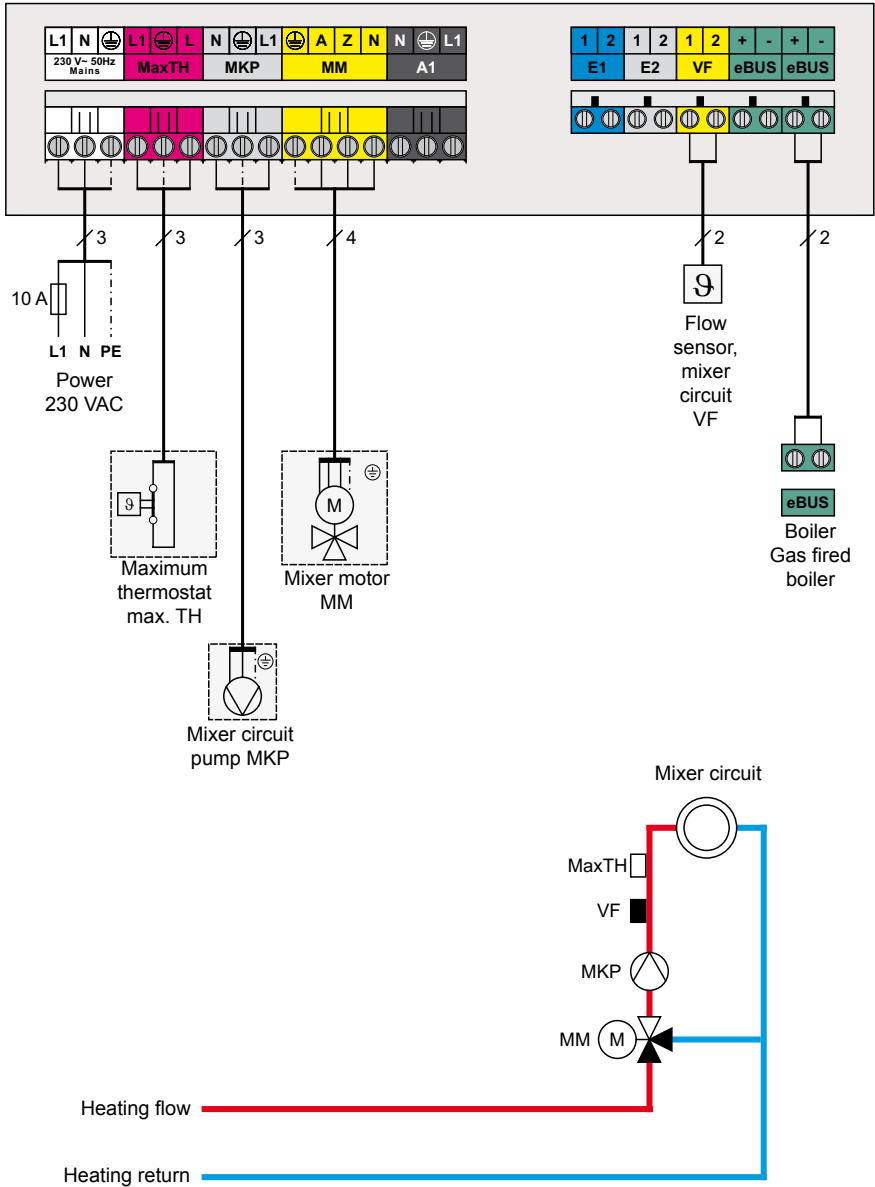 L1 N L1 L N L1 A Z N N L1
230 V~ 50Hz
Mains
MaxTH MKP MM A1
1 2 1 2 1 2 + - + -
E1 E2 VF eBUS eBUS
3 3 3 4 2 2
10 A
L1 N PE
Power
230 VAC
ϑ
Flow
sensor,
mixer
circuit
VF
ϑ
Maximum
thermostat
max. TH
M
Mixer motor
MM
eBUS
Boiler
Gas fired
boiler
Mixer circuit
pump MKP
Mixer circuit
MaxTH
VF
MKP
MM M
Heating flow
Heating return